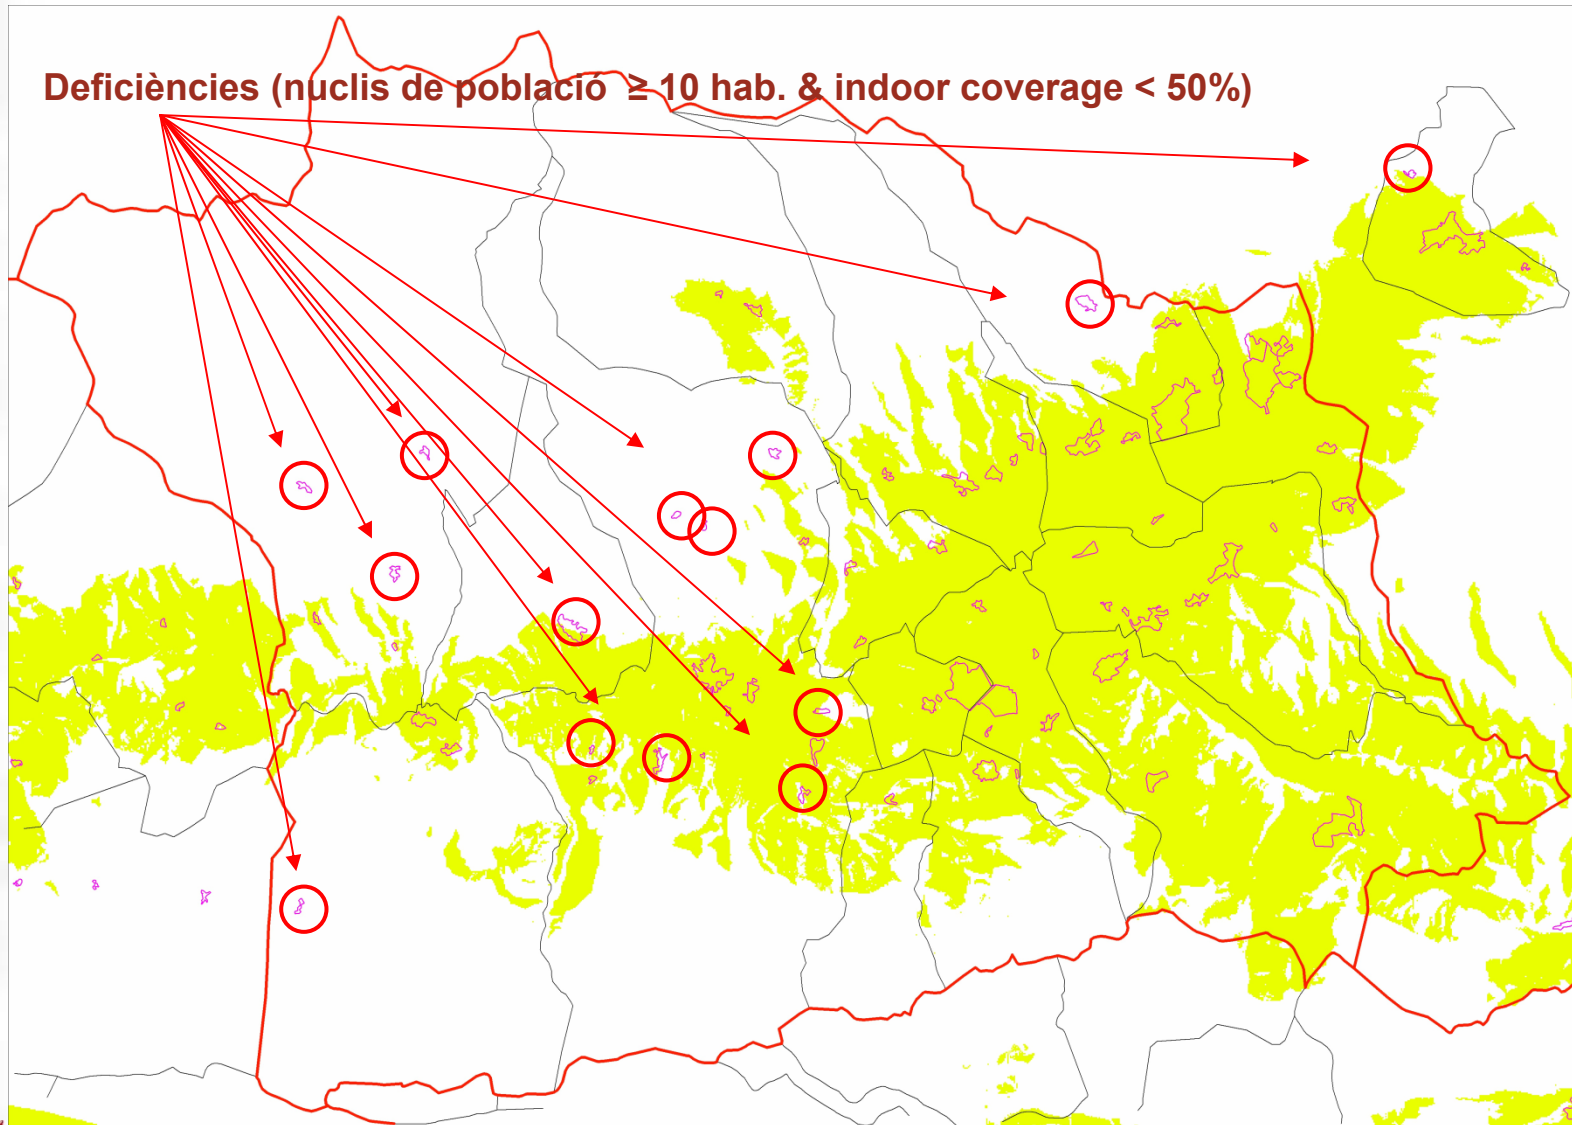 Deficiències (nuclis de població ≥ 10 hab. & indoor coverage < 50%)